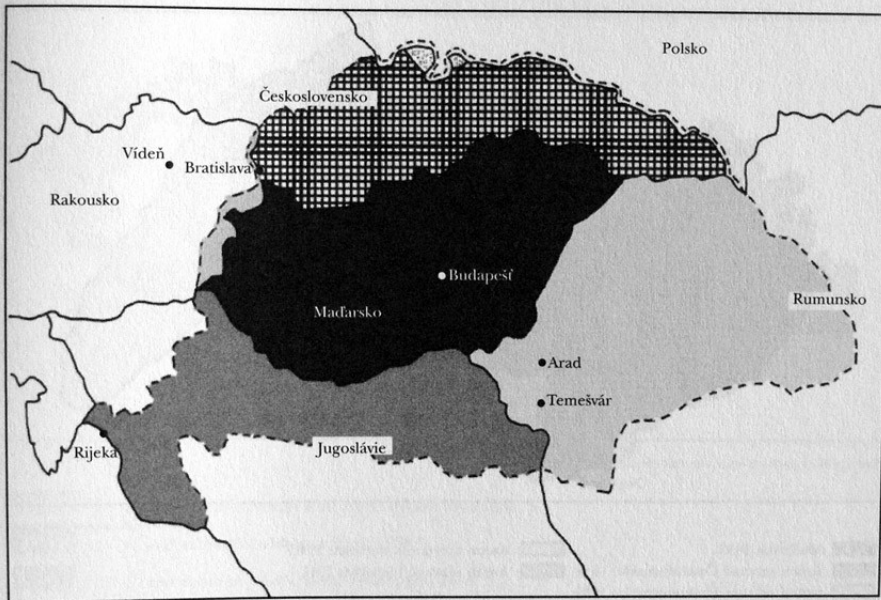 Polsko
Československo
Vídeň
Bratislava
Rakousko
Budapešť
Rumunsko
Maďarsko
Arad
Temešvár
Rijeka
Jugoslávie